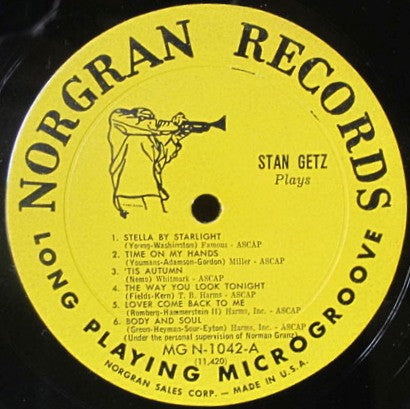 NORGRAN RECORDS
STAN GETZ
Plays
1. STELLA BY STARLIGHT
(Young-Washington) Famous - ASCAP
2. TIME ON MY HANDS
(Youmans-Adamson-Gordon) Miller - ASCAP
3. 'TIS AUTUMN
(Nemo) Whitmark - ASCAP
4. THE WAY YOU LOOK TONIGHT
(Fields-Kern) T. B. Harms - ASCAP
5. LOVER COME BACK TO ME
(Romberg-Hammerstein II) Harms, Inc. - ASCAP
6. BODY AND SOUL
(Green-Heyman-Sour-Eyton) Harms, Inc. - ASCAP
(Under the personal supervision of Norman Granz)
MG N-1042-A
(11,420)
LONG PLAYING MICROGROOVE
NORGRAN SALES CORP. — MADE IN U.S.A.